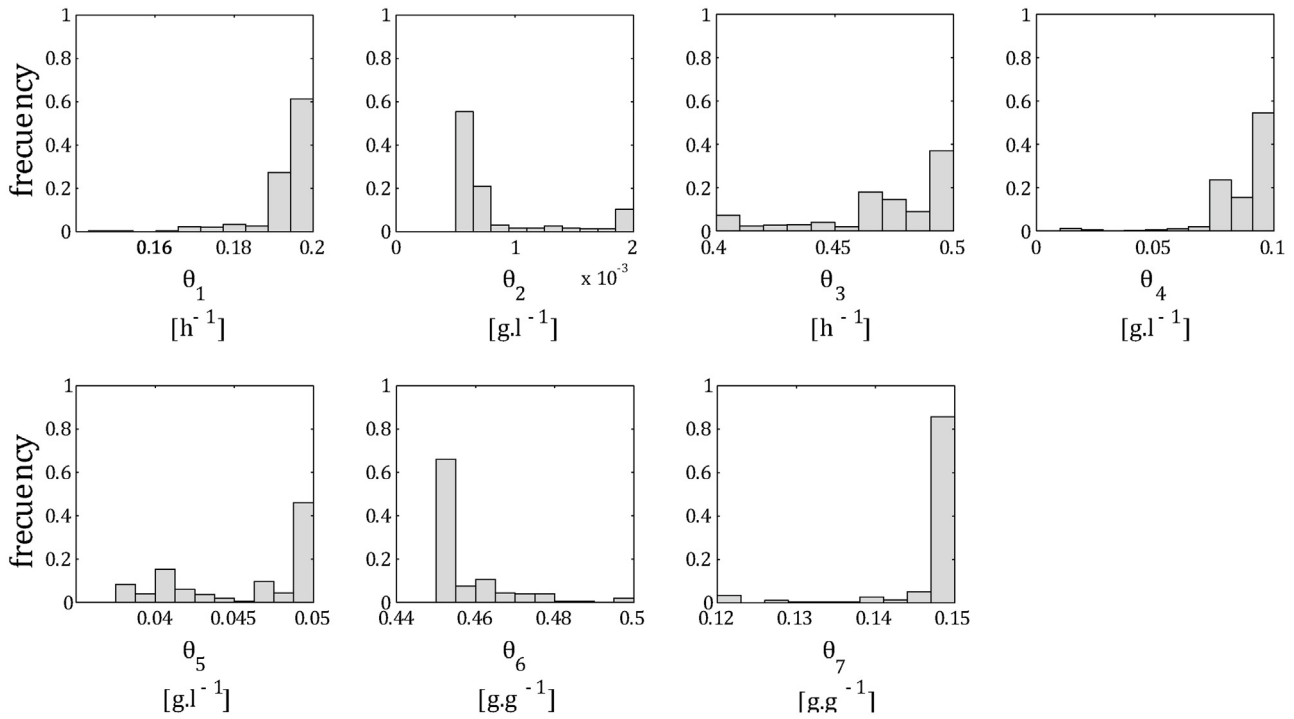 1 1 1 1
0.8 0.8 0.8 0.8
0.6 0.6 0.6 0.6
0.4 0.4 0.4 0.4
0.2 0.2 0.2 0.2
0 0 0 0
frecuency
0.16 0.18 0.2 0 1 2 0.4 0.45 0.5 0 0.05 0.1
x 10-3
θ1 θ2 θ3 θ4
[h-1] [g.l-1] [h-1] [g.l-1]
1 1 1
0.8 0.8 0.8
0.6 0.6 0.6
0.4 0.4 0.4
0.2 0.2 0.2
0 0 0
frecuency
0.04 0.045 0.05 0.44 0.46 0.48 0.5 0.12 0.13 0.14 0.15
θ5 θ6 θ7
[g.l-1] [g.g-1] [g.g-1]